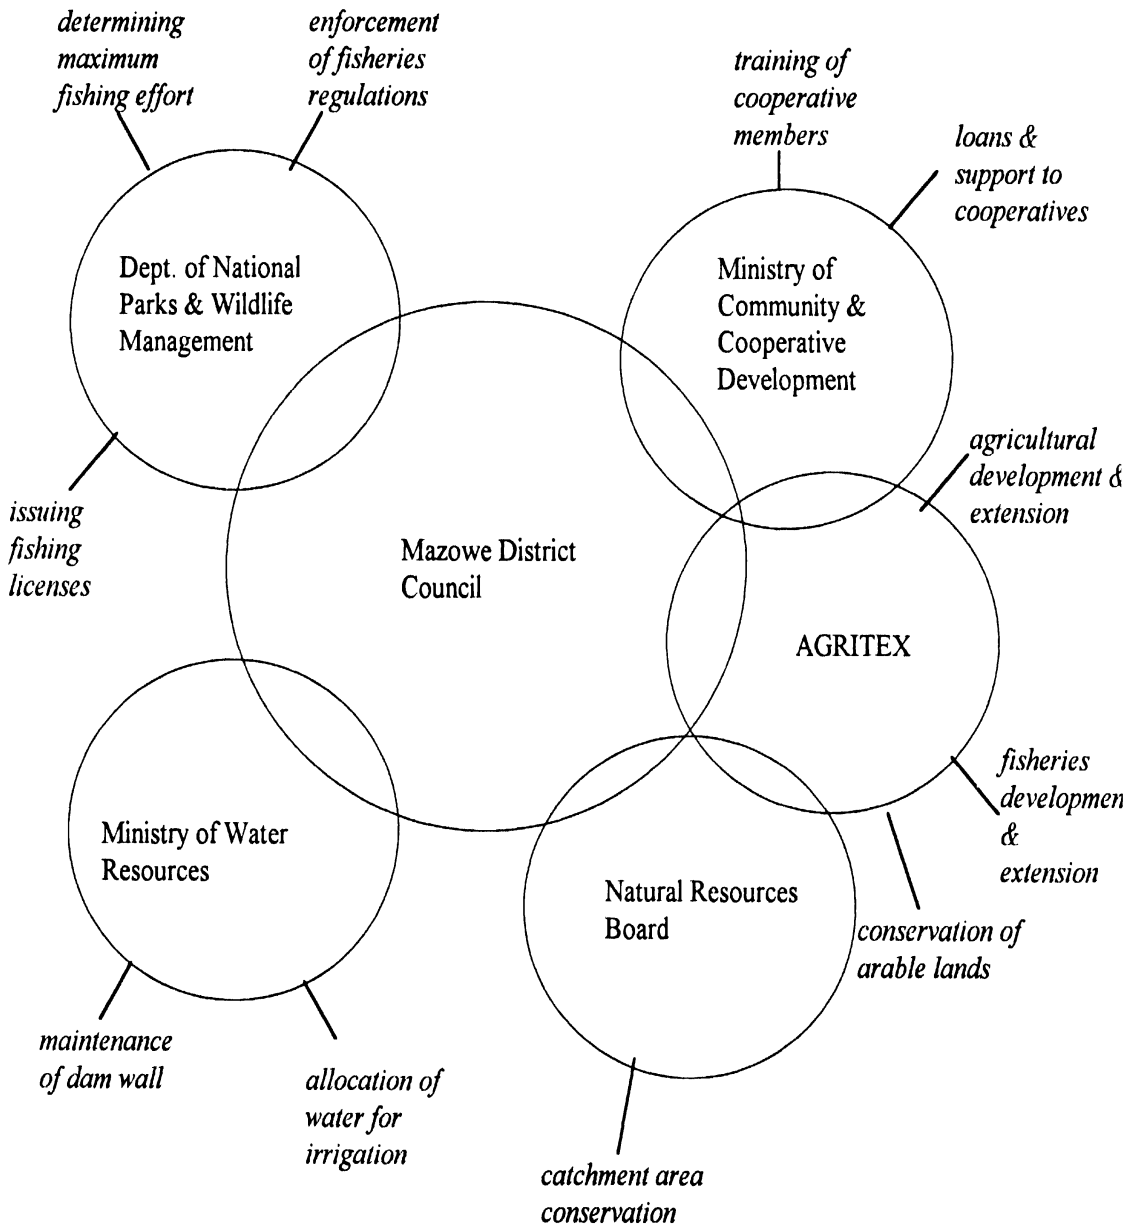 determining
maximum
fishing effort
enforcement
of fisheries
regulations
training of
cooperative
members
loans &
support to
cooperatives
Dept. of National
Parks & Wildlife
Management
Ministry of
Community &
Cooperative
Development
agricultural
development &
extension
issuing
fishing
licenses
Mazowe District
Council
AGRITEX
fisheries
developmen
&
extension
Ministry of Water
Resources
Natural Resources
Board
conservation of
arable lands
maintenance
of dam wall
allocation of
water for
irrigation
catchment area
conservation